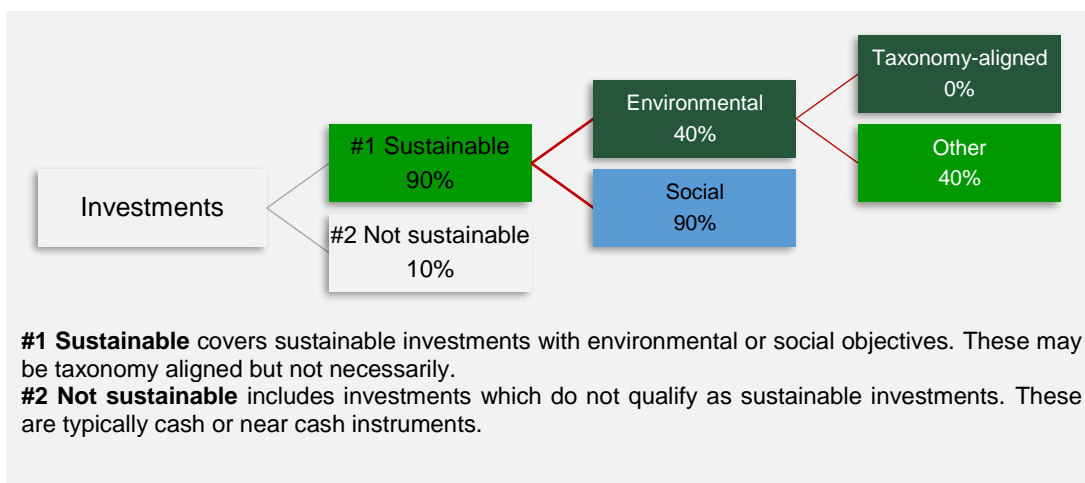 Taxonomy-aligned
0%
Environmental
40%
#1 Sustainable
90%
Other
40%
Social
90%
Investments
#2 Not sustainable
10%
#1 Sustainable covers sustainable investments with environmental or social objectives. These may
be taxonomy aligned but not necessarily.
#2 Not sustainable includes investments which do not qualify as sustainable investments. These
are typically cash or near cash instruments.